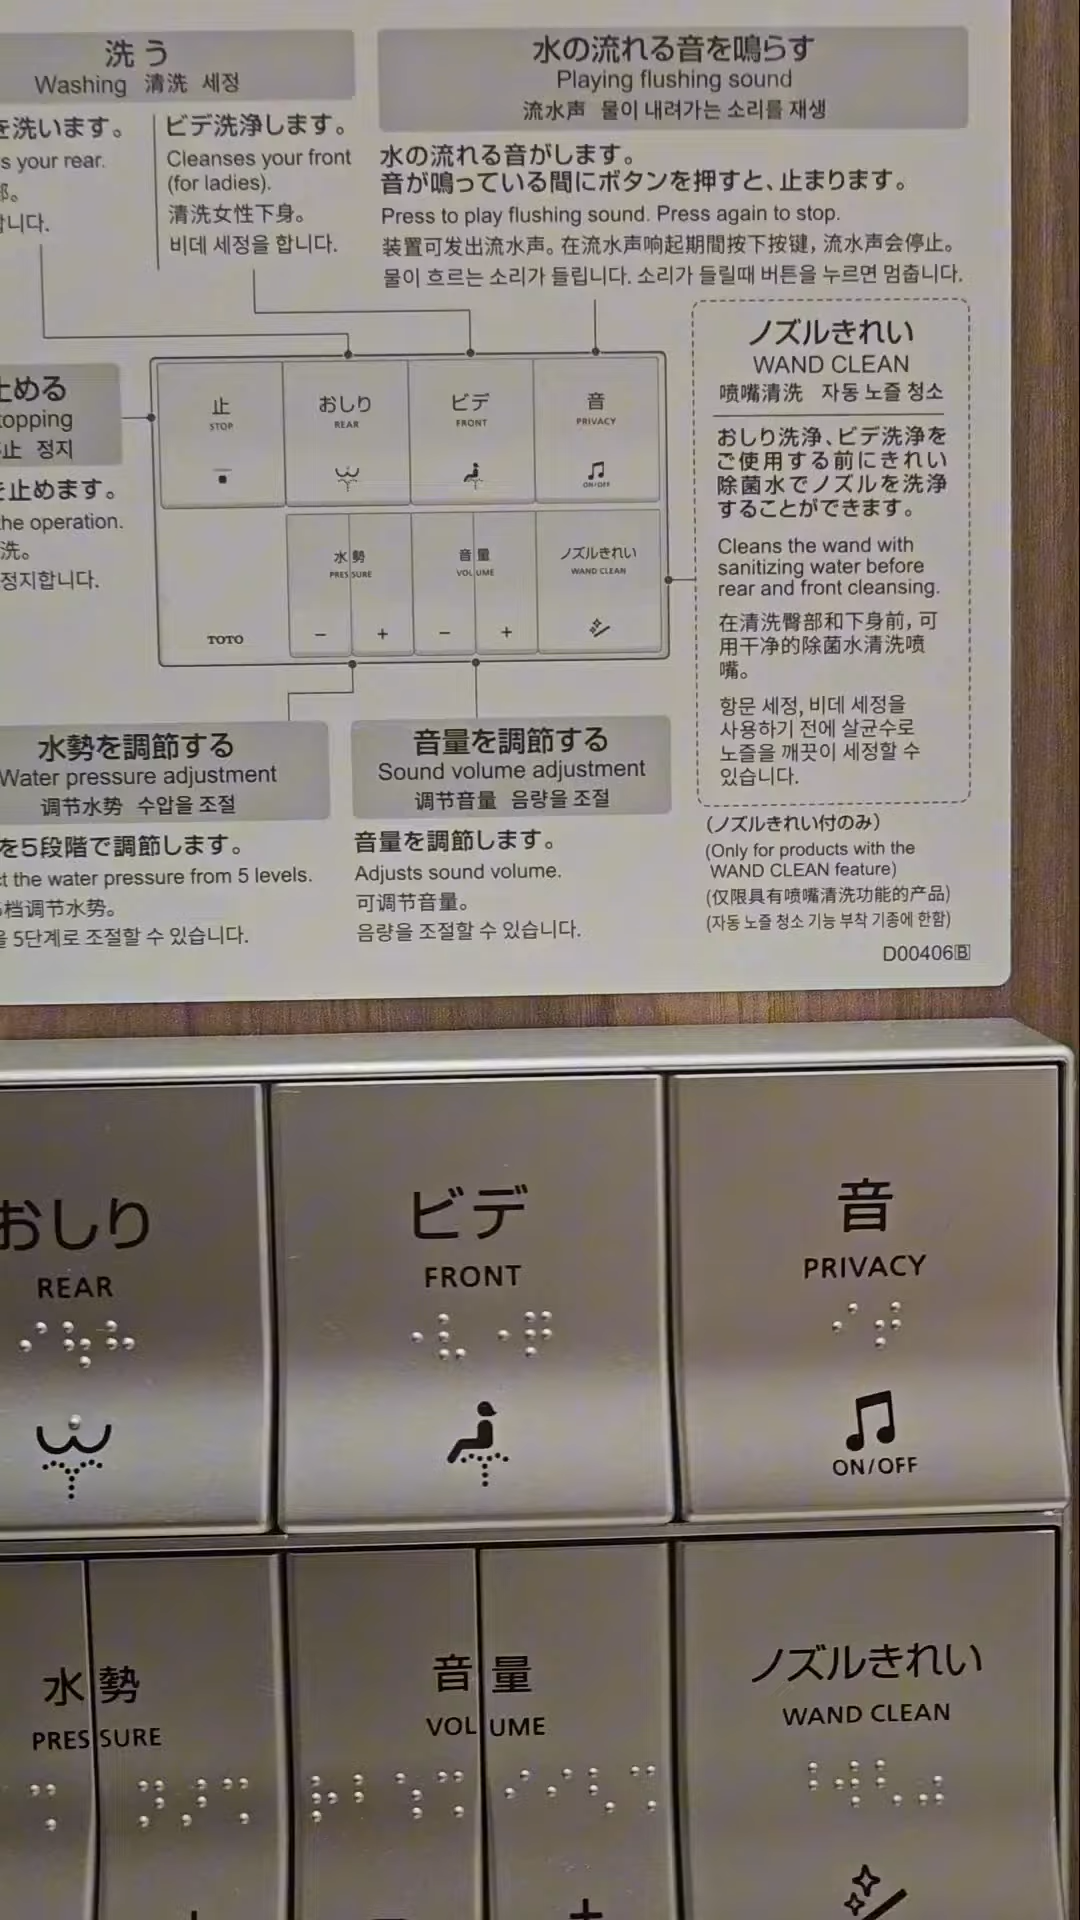 洗う
Washing 清洗 세정
を洗います。
s your rear.
部。
합니다.
ビデ洗浄します。
Cleanses your front
(for ladies).
清洗女性下身。
비데 세정을 합니다.
水の流れる音を鳴らす
Playing flushing sound
流水声 물이 내려가는 소리를 재생
水の流れる音がします。
音が鳴っている間にボタンを押すと、止まります。
Press to play flushing sound. Press again to stop.
装置可发出流水声。在流水声响起期間按下按键，流水声会停止。
물이 흐르는 소리가 들립니다. 소리가 들릴때 버튼을 누르면 멈춥니다.
止める
topping
停止 정지
を止めます。
he operation.
洗。
정지합니다.
止
STOP
おしり
REAR
ビデ
FRONT
音
PRIVACY
ON/OFF
水勢
PRESSURE
音量
VOLUME
ノズルきれい
WAND CLEAN
TOTO
－ ＋ － ＋
ノズルきれい
WAND CLEAN
喷嘴清洗 자동 노즐 청소
おしり洗浄、ビデ洗浄を
ご使用する前にきれい
除菌水でノズルを洗浄
することができます。
Cleans the wand with
sanitizing water before
rear and front cleansing.
在清洗臀部和下身前，可
用干净的除菌水清洗喷
嘴。
항문 세정, 비데 세정을
사용하기 전에 살균수로
노즐을 깨끗이 세정할 수
있습니다.
(ノズルきれい付のみ)
(Only for products with the
WAND CLEAN feature)
(仅限具有喷嘴清洗功能的产品)
(자동 노즐 청소 기능 부착 기종에 한함)
D00406B
水勢を調節する
Water pressure adjustment
调节水势 수압을 조절
を5段階で調節します。
ct the water pressure from 5 levels.
档调节水势。
을 5단계로 조절할 수 있습니다.
音量を調節する
Sound volume adjustment
调节音量 음량을 조절
音量を調節します。
Adjusts sound volume.
可调节音量。
음량을 조절할 수 있습니다.
おしり
REAR
ビデ
FRONT
音
PRIVACY
ON/OFF
水勢
PRESSURE
音量
VOLUME
ノズルきれい
WAND CLEAN